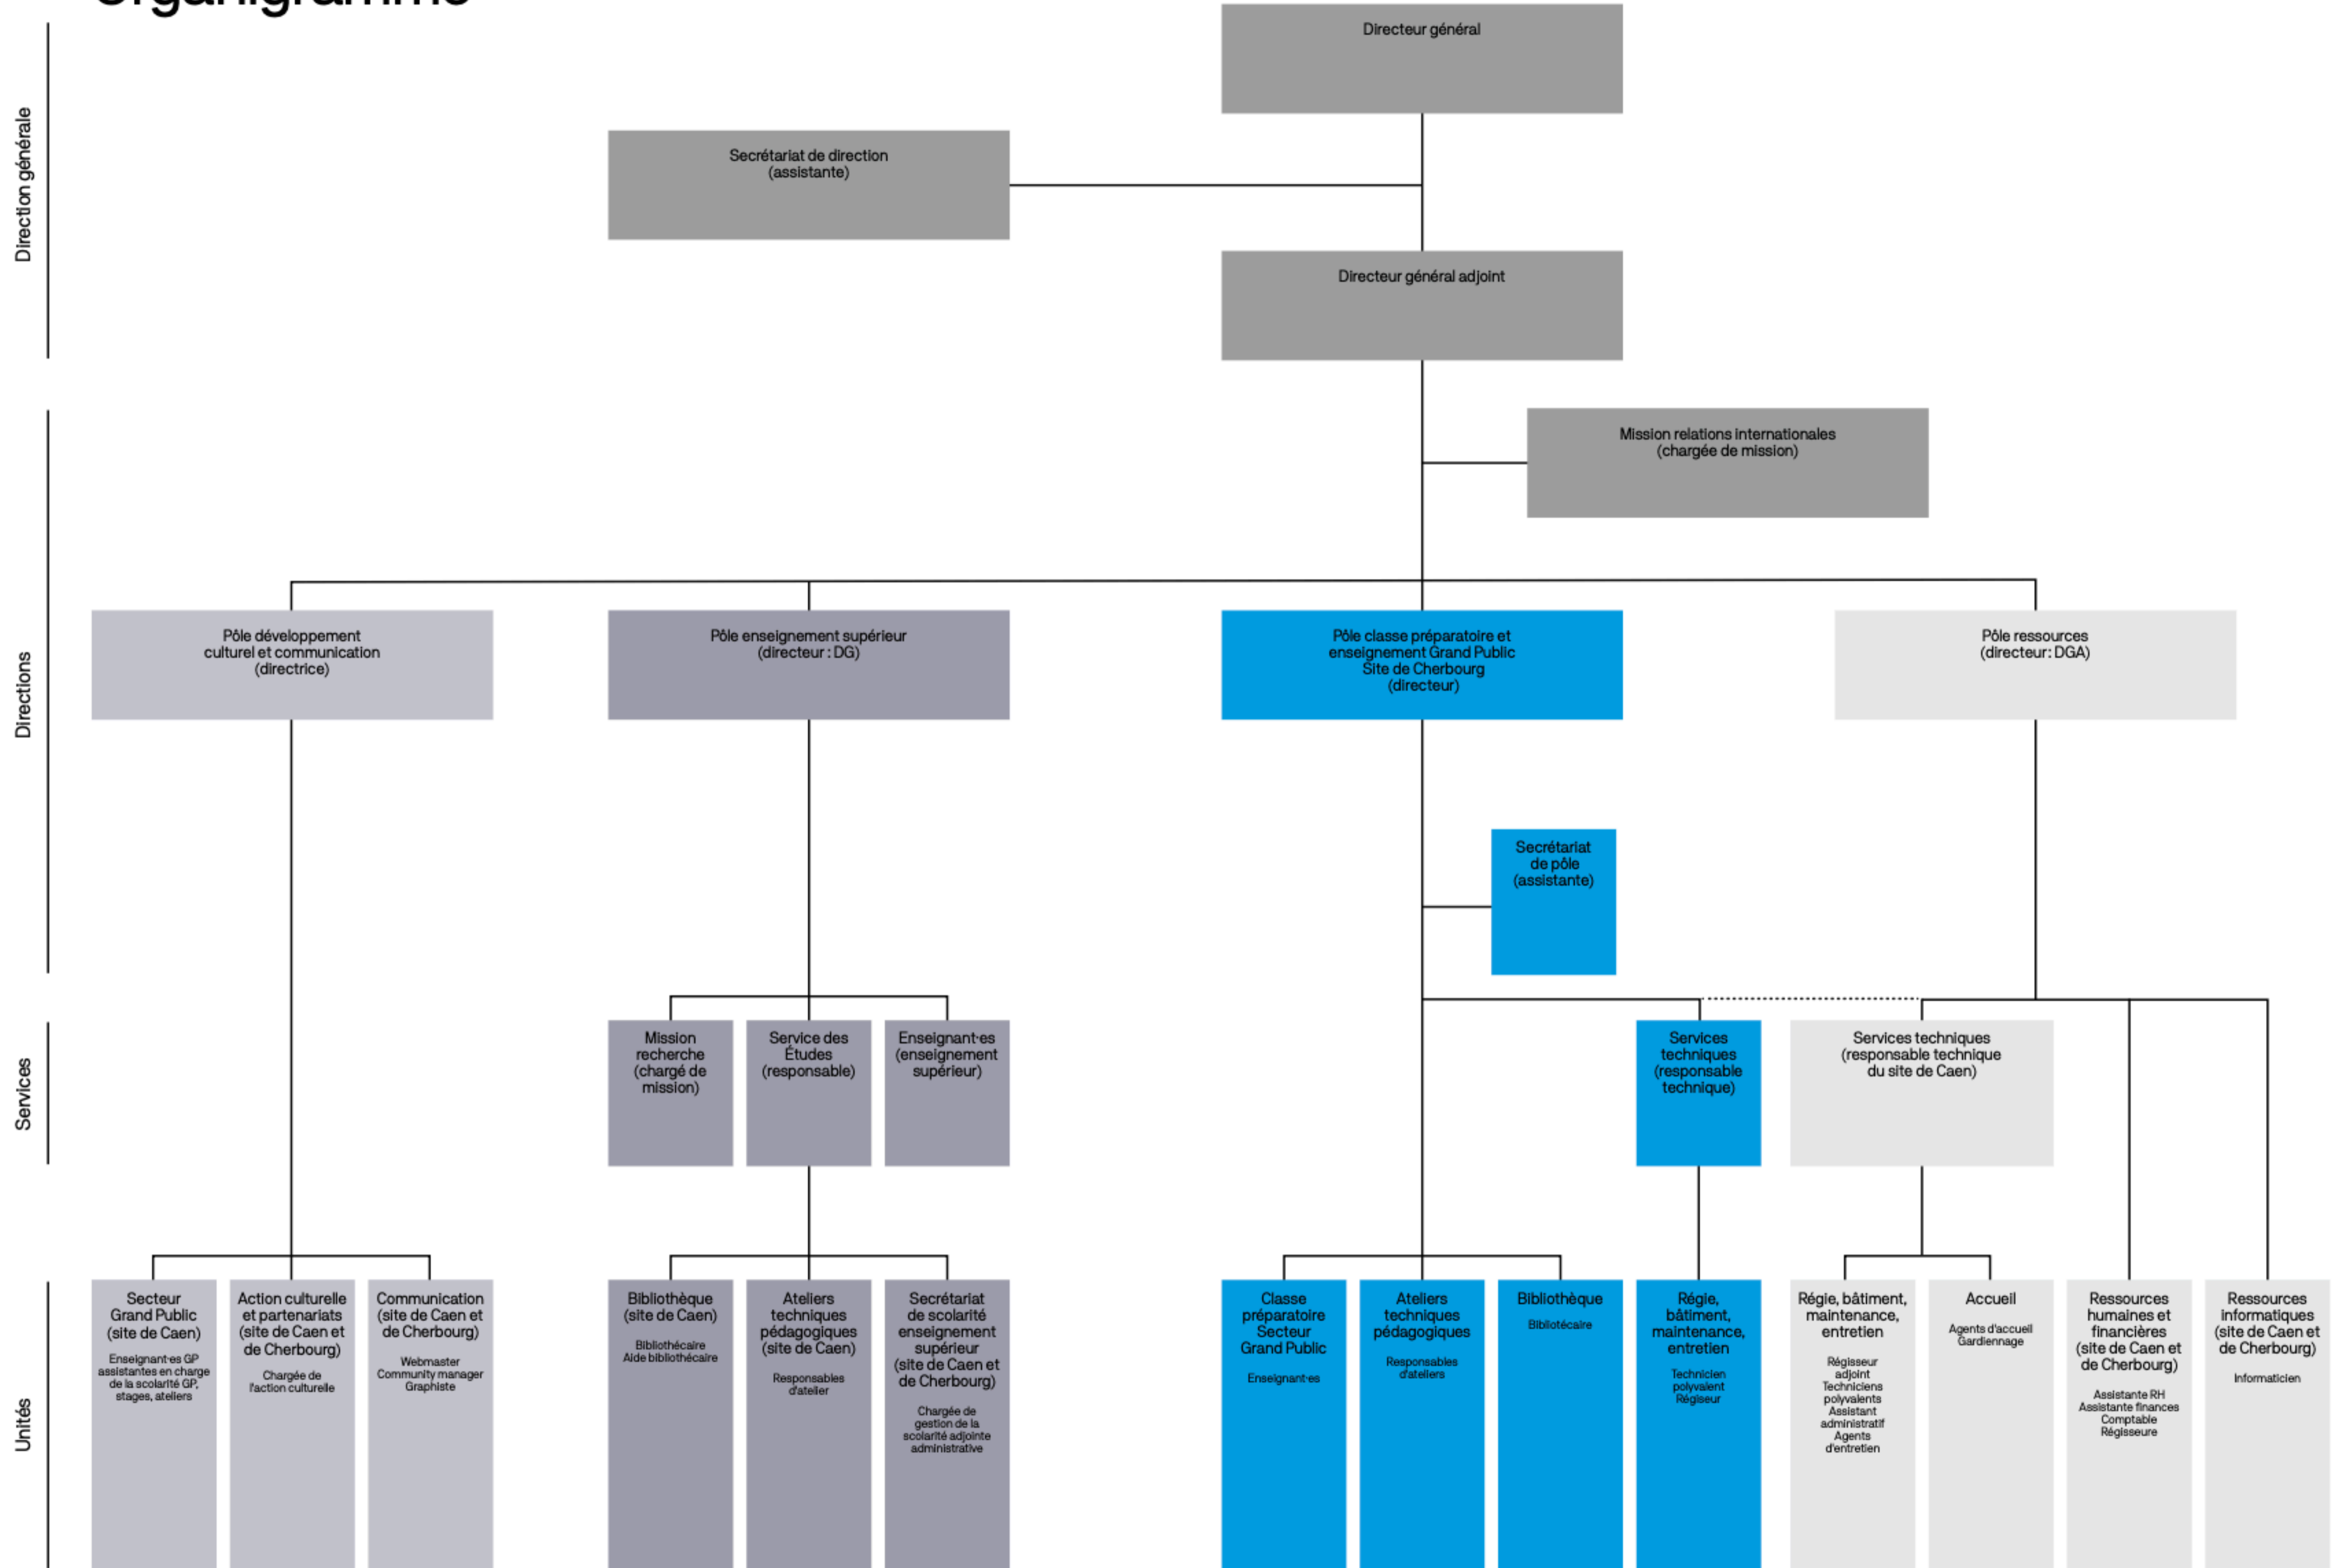 Organigramme
Direction générale
Directeur général
Secrétariat de direction
(assistante)
Directeur général adjoint
Directions
Mission relations internationales
(chargée de mission)
Pôle développement
culturel et communication
(directrice)
Pôle enseignement supérieur
(directeur : DG)
Pôle classe préparatoire et
enseignement Grand Public
Site de Cherbourg
(directeur)
Pôle ressources
(directeur: DGA)
Secrétariat
de pôle
(assistante)
Services
Mission
recherche
(chargé de
mission)
Service des
Études
(responsable)
Enseignant·es
(enseignement
supérieur)
Services
techniques
(responsable
technique)
Services techniques
(responsable technique
du site de Caen)
Unités
Secteur
Grand Public
(site de Caen)
Enseignant·es GP
assistantes en charge
de la scolarité GP,
stages, ateliers
Action culturelle
et partenariats
(site de Caen et
de Cherbourg)
Chargée de
l'action culturelle
Communication
(site de Caen et
de Cherbourg)
Webmaster
Community manager
Graphiste
Bibliothèque
(site de Caen)
Bibliothécaire
Aide bibliothécaire
Ateliers
techniques
pédagogiques
(site de Caen)
Responsables
d'atelier
Secrétariat
de scolarité
enseignement
supérieur
(site de Caen et
de Cherbourg)
Chargée de
gestion de la
scolarité adjointe
administrative
Classe
préparatoire
Secteur
Grand Public
Enseignant·es
Ateliers
techniques
pédagogiques
Responsables
d'ateliers
Bibliothèque
Bibliotécaire
Régie,
bâtiment,
maintenance,
entretien
Technicien
polyvalent
Régiseur
Régie, bâtiment,
maintenance,
entretien
Régisseur
adjoint
Techniciens
polyvalents
Assistant
administratif
Agents
d'entretien
Accueil
Agents d'accueil
Gardiennage
Ressources
humaines et
financières
(site de Caen et
de Cherbourg)
Assistante RH
Assistante finances
Comptable
Régisseure
Ressources
informatiques
(site de Caen et
de Cherbourg)
Informaticien